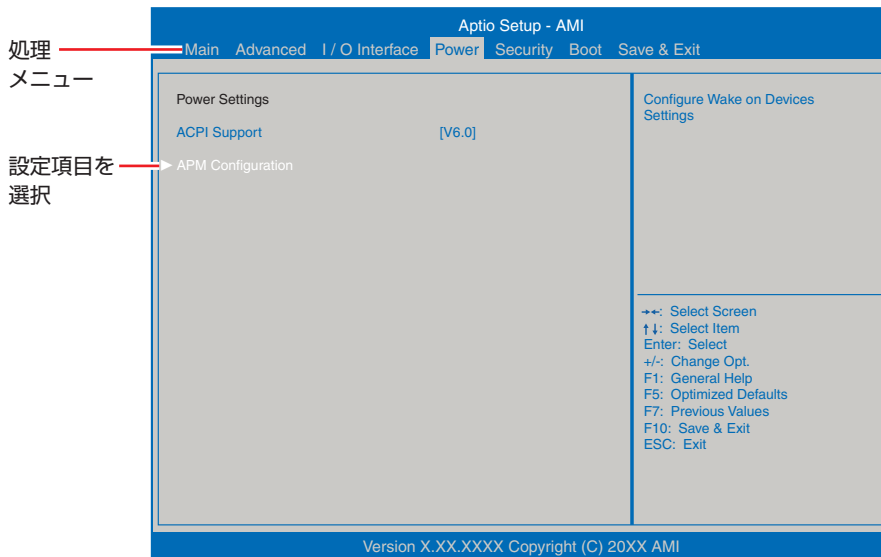 Aptio Setup - AMI
Main Advanced I / O Interface Power Security Boot Save & Exit
処理
メニュー
Power Settings
ACPI Support [V6.0]
設定項目を
選択
▶ APM Configuration
Configure Wake on Devices
Settings
→←: Select Screen
↑↓: Select Item
Enter: Select
+/-: Change Opt.
F1: General Help
F5: Optimized Defaults
F7: Previous Values
F10: Save & Exit
ESC: Exit
Version X.XX.XXXX Copyright (C) 20XX AMI